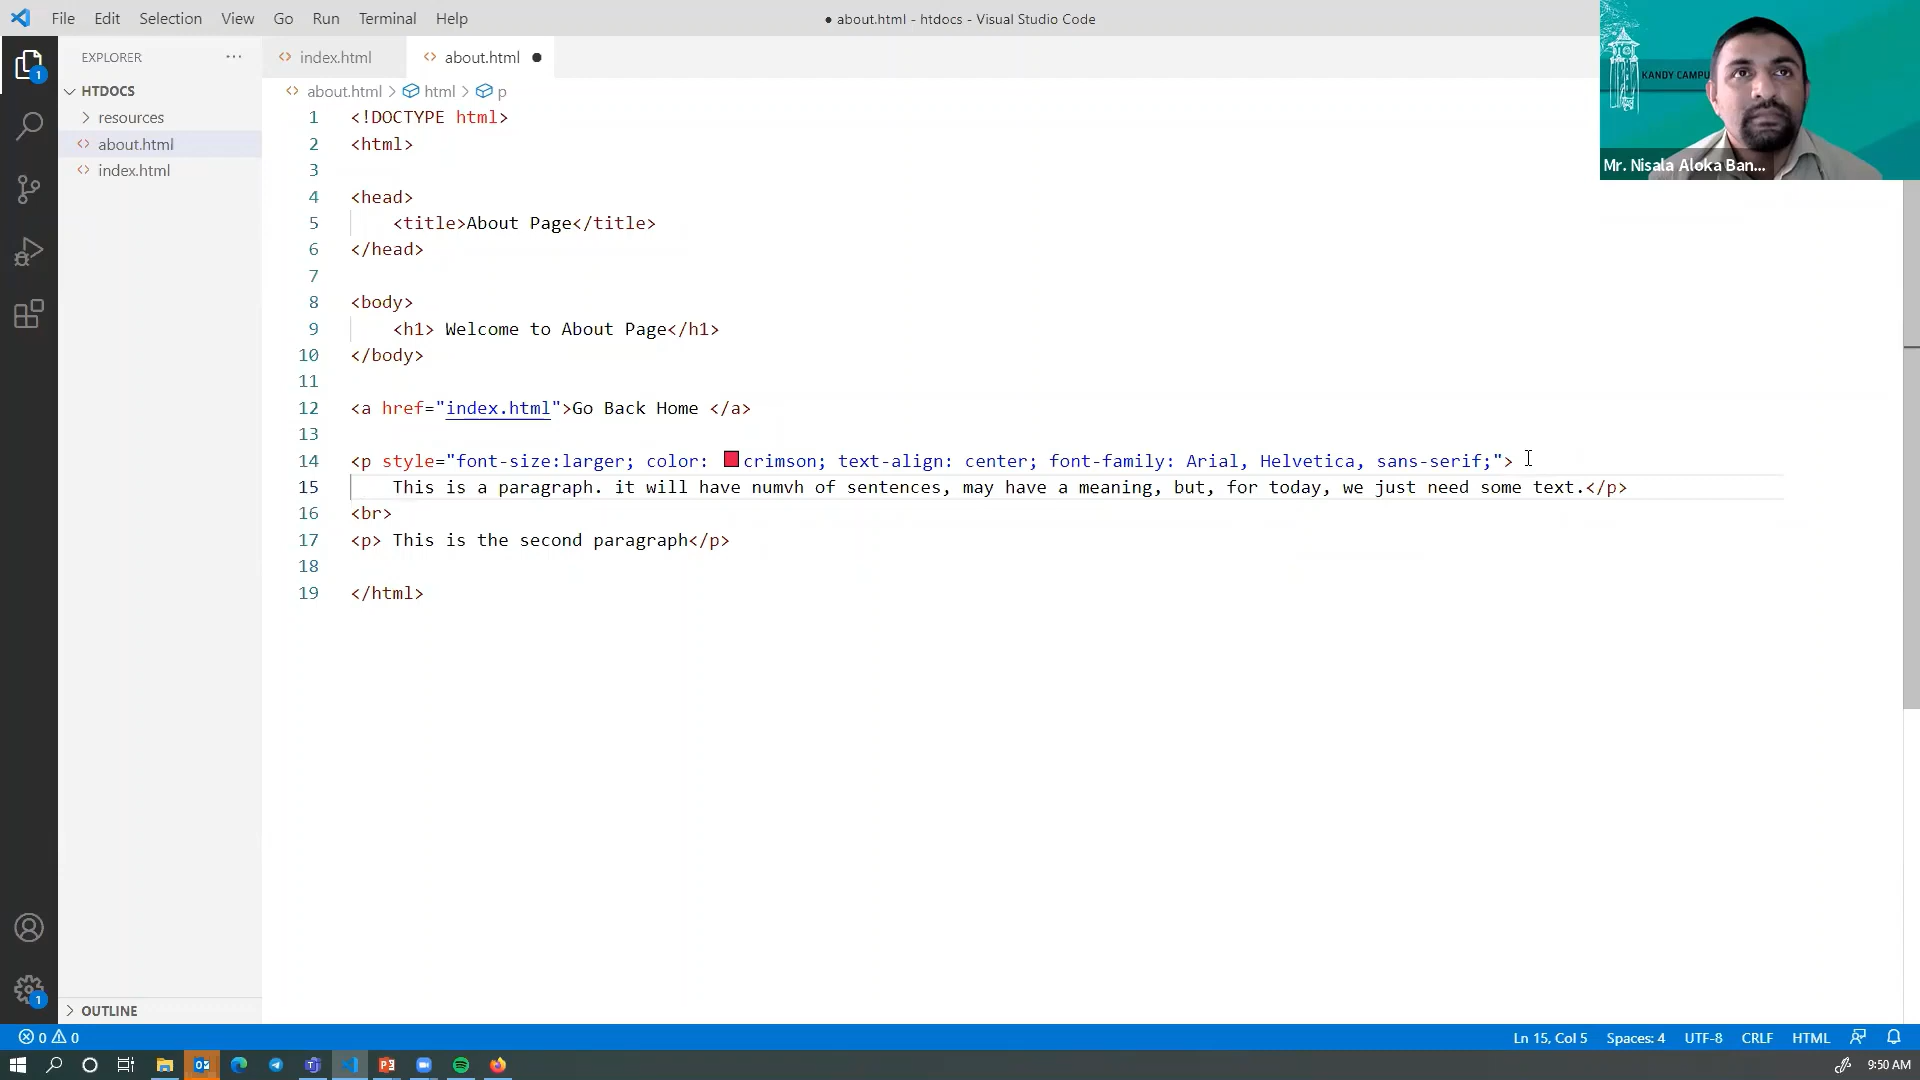 File Edit Selection View Go Run Terminal Help
● about.html - htdocs - Visual Studio Code
KANDY CAMPU
Mr. Nisala Aloka Ban...
EXPLORER ...
HTDOCS
resources
about.html
index.html
OUTLINE
index.html
about.html
about.html > html > p
1 <!DOCTYPE html>
2 <html>
3
4 <head>
5 <title>About Page</title>
6 </head>
7
8 <body>
9 <h1> Welcome to About Page</h1>
10 </body>
11
12 <a href="index.html">Go Back Home </a>
13
14 <p style="font-size:larger; color: crimson; text-align: center; font-family: Arial, Helvetica, sans-serif;">
15 This is a paragraph. it will have numvh of sentences, may have a meaning, but, for today, we just need some text.</p>
16 <br>
17 <p> This is the second paragraph</p>
18
19 </html>
1
1
0 0
Ln 15, Col 5 Spaces: 4 UTF-8 CRLF HTML
9:50 AM